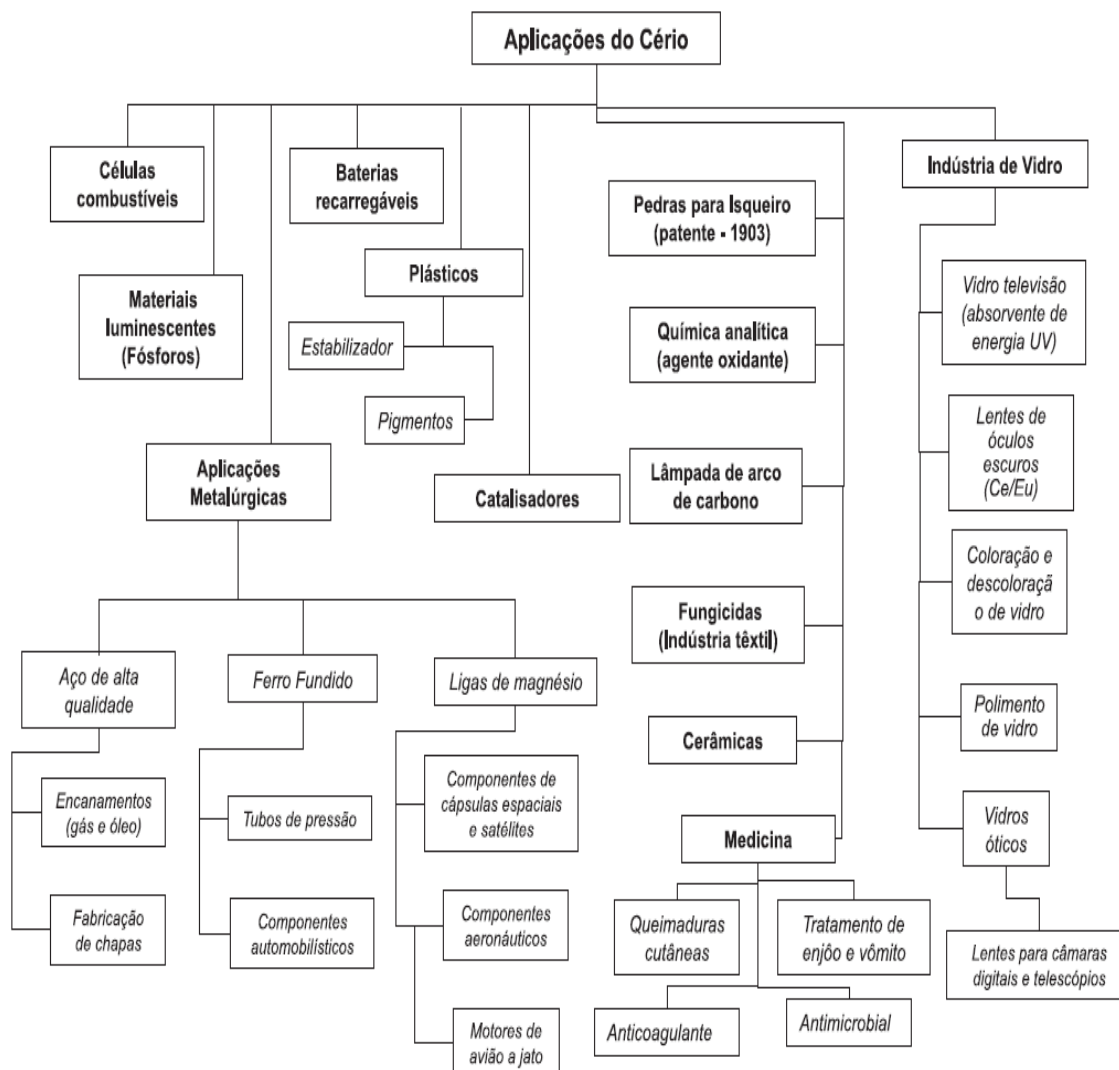 Aplicações do Cério
Células
combustíveis
Baterias
recarregáveis
Indústria de Vidro
Materiais
luminescentes
(Fósforos)
Plásticos
Estabilizador
Pigmentos
Aplicações
Metalúrgicas
Catalisadores
Pedras para Isqueiro
(patente - 1903)
Química analítica
(agente oxidante)
Lâmpada de arco
de carbono
Fungicidas
(Indústria têxtil)
Cerâmicas
Medicina
Queimaduras
cutâneas
Tratamento de
enjôo e vômito
Anticoagulante
Antimicrobial
Vidro televisão
(absorvente de
energia UV)
Lentes de
óculos
escuros
(Ce/Eu)
Coloração e
descoloraçã
o de vidro
Polimento
de vidro
Vidros
óticos
Lentes para câmaras
digitais e telescópios
Aço de alta
qualidade
Encanamentos
(gás e óleo)
Fabricação
de chapas
Ferro Fundido
Tubos de pressão
Componentes
automobilísticos
Ligas de magnésio
Componentes de
cápsulas espaciais
e satélites
Componentes
aeronáuticos
Motores de
avião a jato